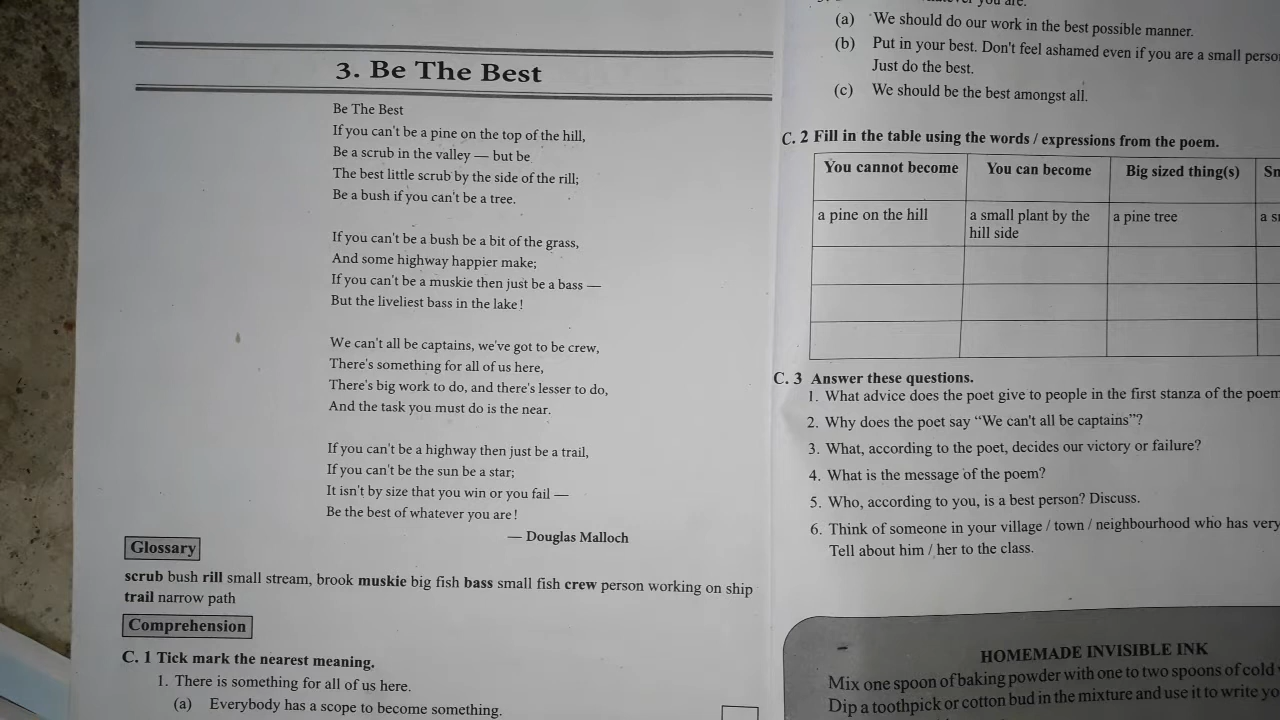 3. Be The Best
Be The Best
If you can't be a pine on the top of the hill,
Be a scrub in the valley — but be
The best little scrub by the side of the rill;
Be a bush if you can't be a tree.
If you can't be a bush be a bit of the grass,
And some highway happier make;
If you can't be a muskie then just be a bass —
But the liveliest bass in the lake!
We can't all be captains, we've got to be crew,
There's something for all of us here,
There's big work to do, and there's lesser to do,
And the task you must do is the near.
If you can't be a highway then just be a trail,
If you can't be the sun be a star;
It isn't by size that you win or you fail —
Be the best of whatever you are!
— Douglas Malloch
Glossary
scrub bush rill small stream, brook muskie big fish bass small fish crew person working on ship
trail narrow path
Comprehension
C. 1 Tick mark the nearest meaning.
1. There is something for all of us here.
(a) Everybody has a scope to become something.
you are.
(a) We should do our work in the best possible manner.
(b) Put in your best. Don't feel ashamed even if you are a small
Just do the best.
(c) We should be the best amongst all.
C. 2 Fill in the table using the words / expressions from the poem.
You cannot become You can become Big sized thing(s)
a pine on the hill a small plant by the a pine tree a
hill side
C. 3 Answer these questions.
1. What advice does the poet give to people in the first stanza of the poem
2. Why does the poet say “We can't all be captains”?
3. What, according to the poet, decides our victory or failure?
4. What is the message of the poem?
5. Who, according to you, is a best person? Discuss.
6. Think of someone in your village / town / neighbourhood who has very
Tell about him / her to the class.
HOMEMADE INVISIBLE INK
Mix one spoon of baking powder with one to two spoons of cold
Dip a toothpick or cotton bud in the mixture and use it to write